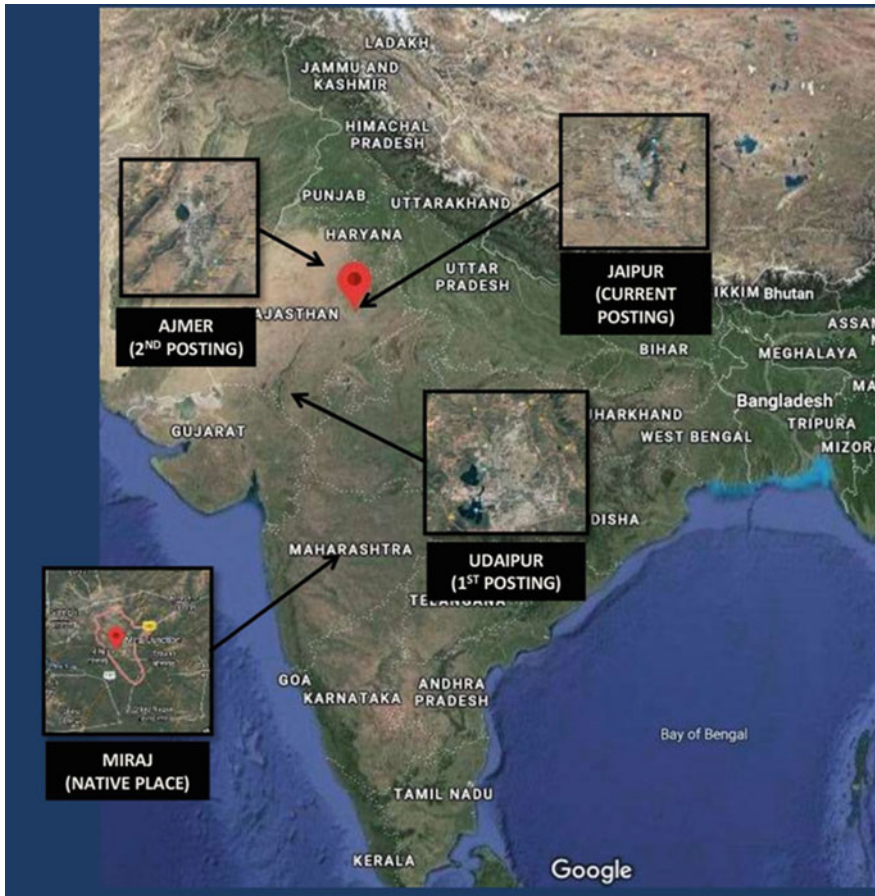 LADAKH
JAMMU AND
KASHMIR
HIMACHAL
PRADESH
PUNJAB
UTTARAKHAND
HARYANA
UTTAR
PRADESH
AJASTHAN
AJMER
(2ND POSTING)
JAIPUR
(CURRENT
POSTING)
IKKIM Bhutan
ASSAM
BIHAR
MEGHALAYA
GUJARAT
JHARKHAND
Bangladesh
WEST BENGAL
TRIPURA
MIZORA
DISHA
MAHARASHTRA
UDAIPUR
(1ST POSTING)
TELANGANA
MIRAJ
(NATIVE PLACE)
GOA
KARNATAKA
ANDHRA
PRADESH
Bay of Bengal
TAMIL NADU
KERALA
Google